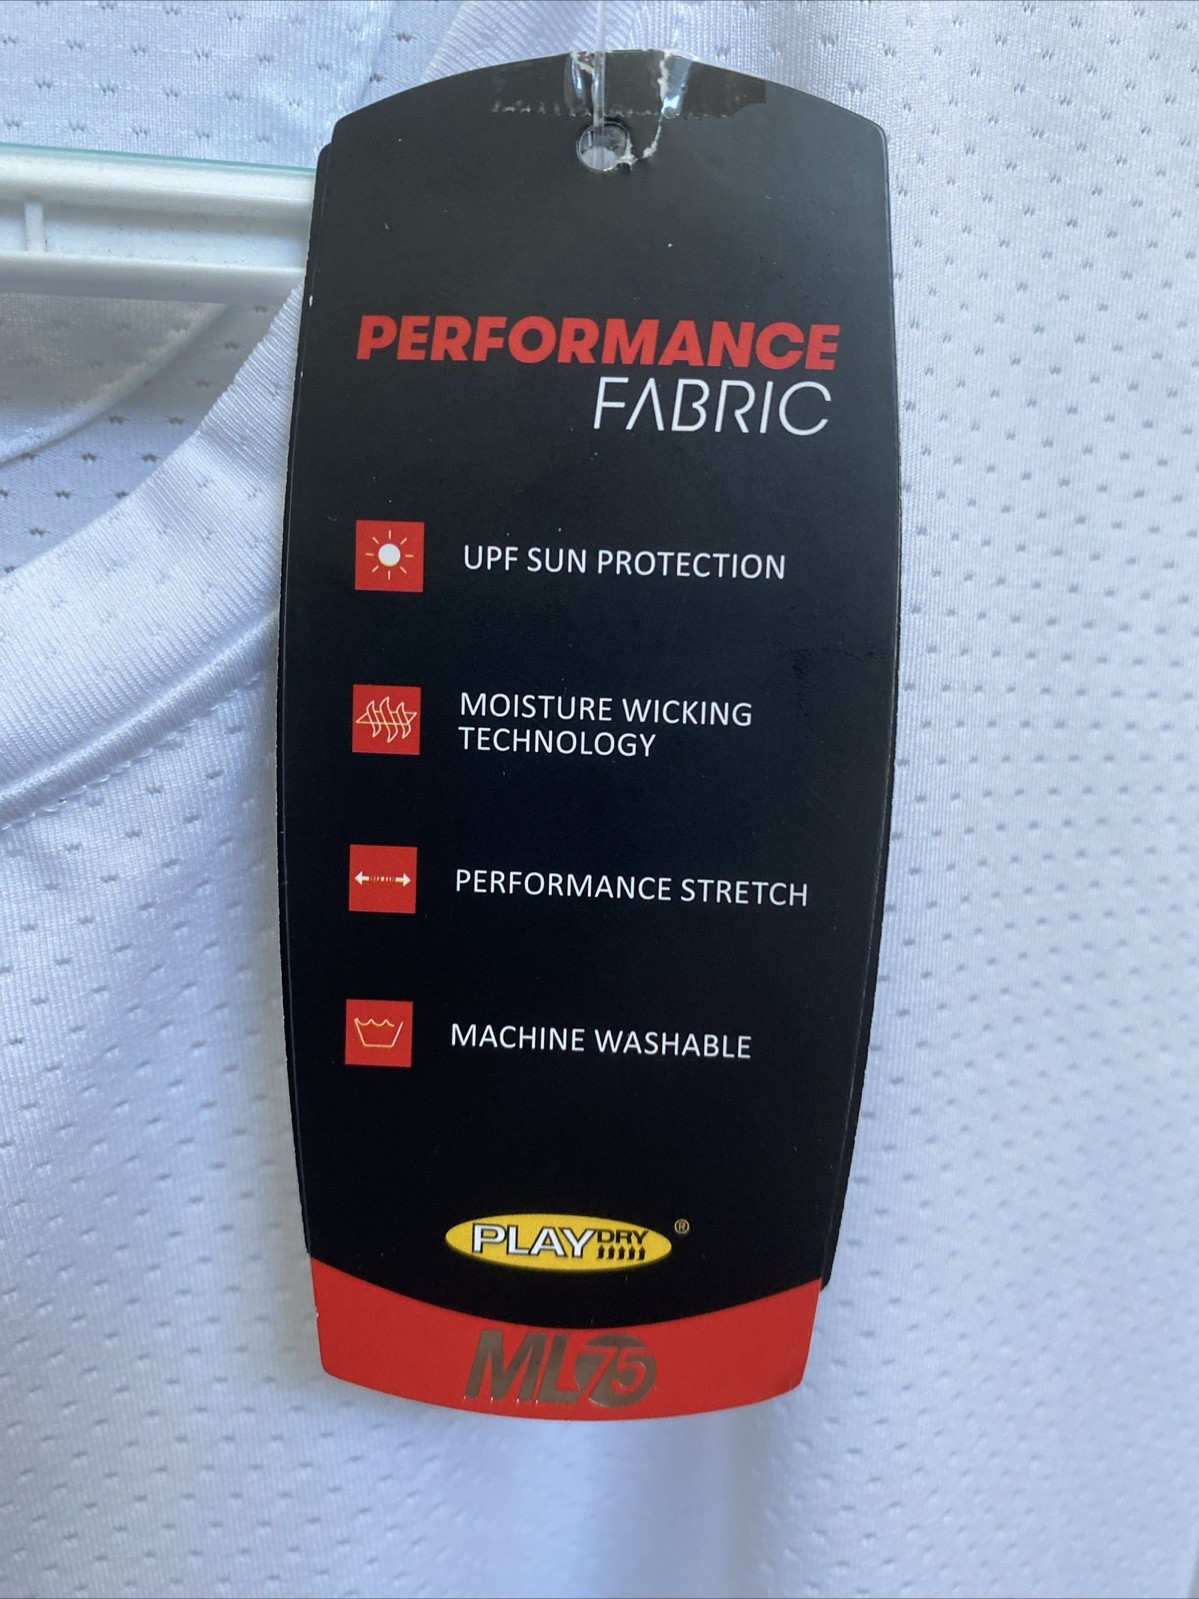 PERFORMANCE
FABRIC
UPF SUN PROTECTION
MOISTURE WICKING
TECHNOLOGY
PERFORMANCE STRETCH
MACHINE WASHABLE
PLAYDRY®
ML75